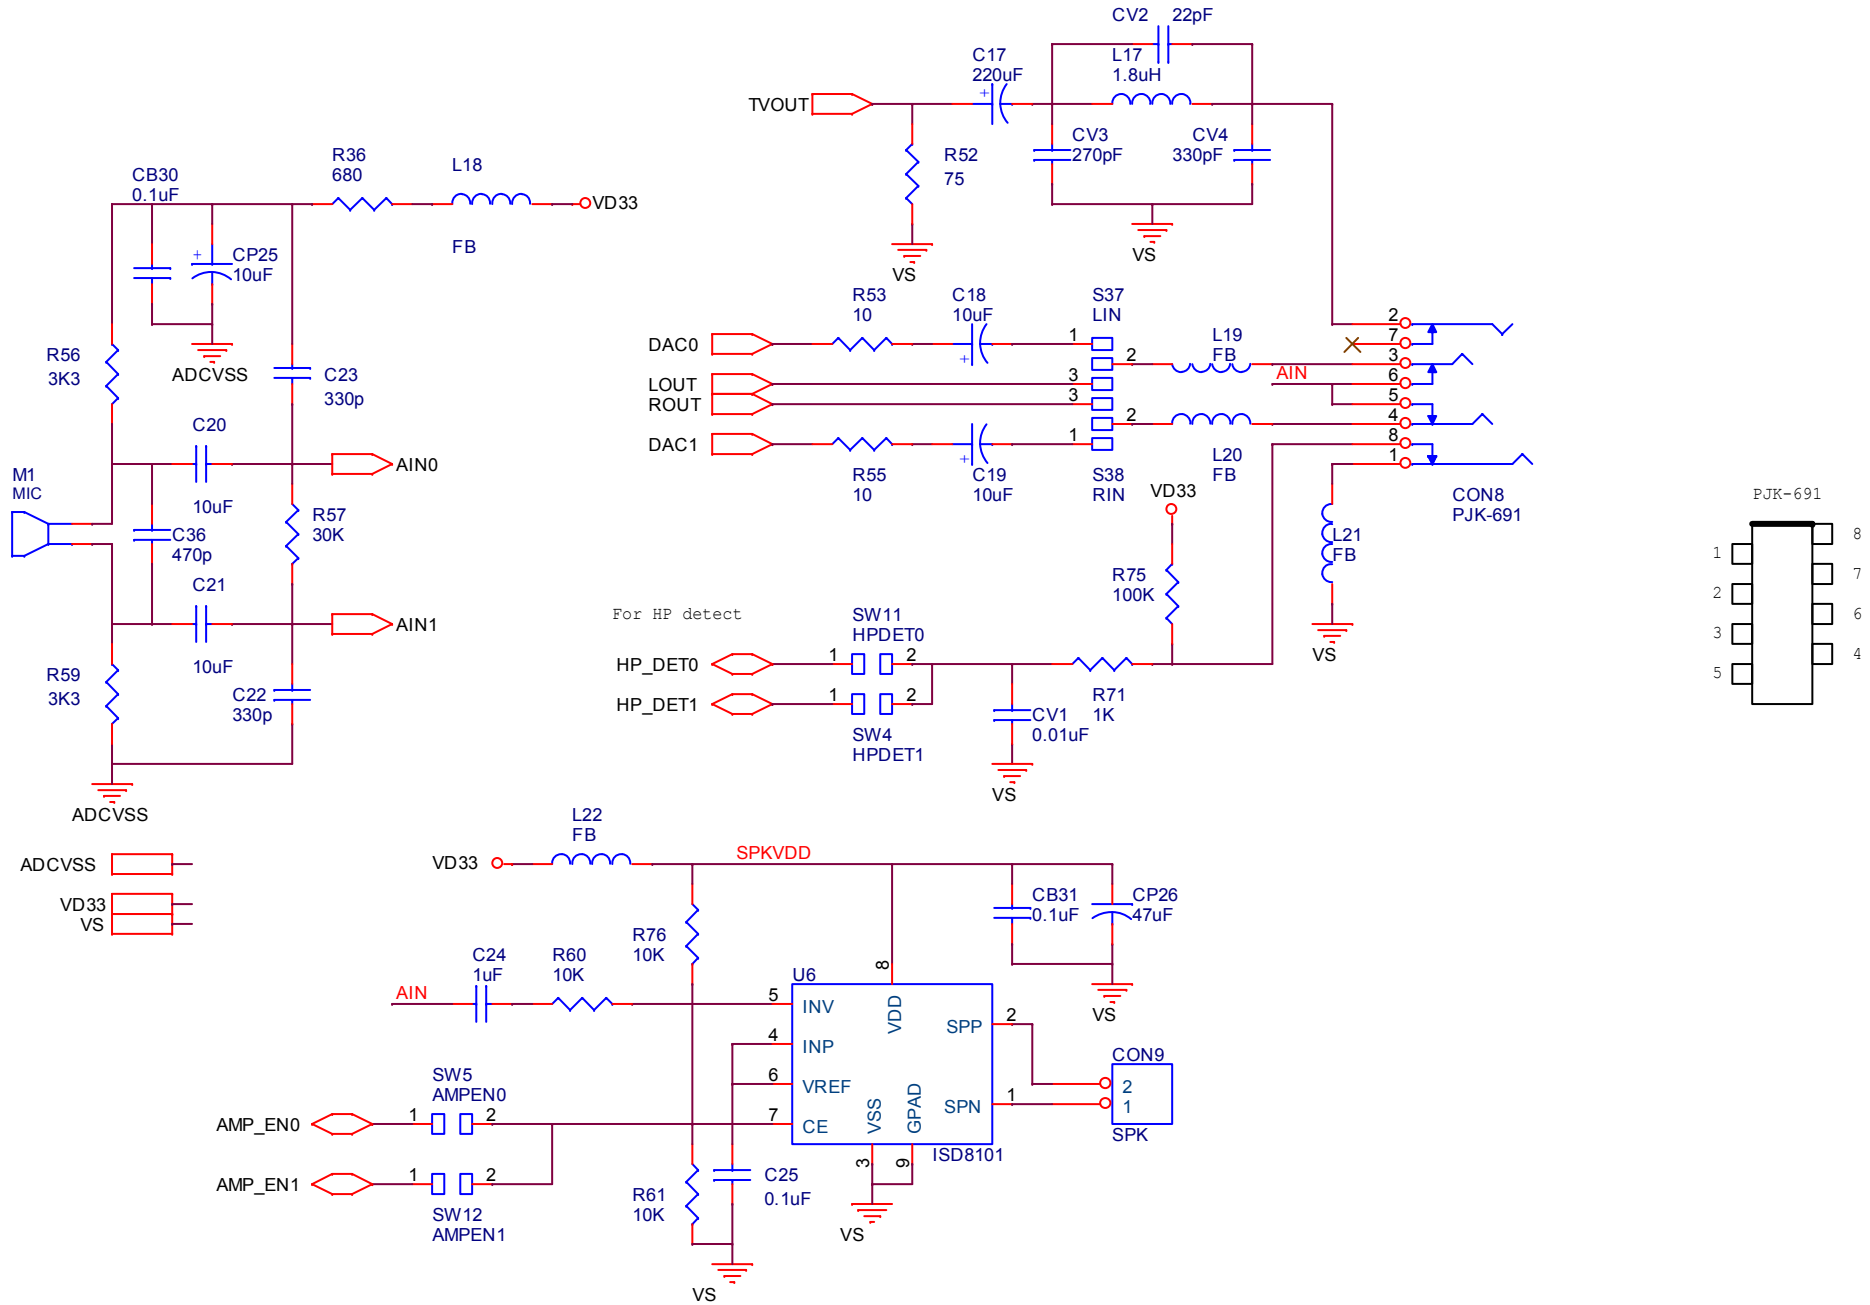 CV2 22pF
C17
220uF
L17
1.8uH
TVOUT
+
CV3
270pF
CV4
330pF
R52
75
VS
VS
CB30
0.1uF
R36
680
L18
FB
VD33
+
CP25
10uF
ADCVSS
R56
3K3
C23
330p
C20
10uF
AIN0
M1
MIC
C36
470p
R57
30K
C21
10uF
AIN1
R59
3K3
C22
330p
ADCVSS
R53
10
C18
10uF
+
S37
LIN
DAC0
1
2
L19
FB
LOUT
3
ROUT
3
AIN
2
L20
FB
DAC1
1
R55
10
+
C19
10uF
S38
RIN
2
7
3
6
5
4
8
1
CON8
PJK-691
L21
FB
VS
VD33
R75
100K
For HP detect
SW11
HPDET0
HP_DET0
1 2
HP_DET1
1 2
SW4
HPDET1
R71
1K
CV1
0.01uF
VS
PJK-691
1
2
3
5
8
7
6
4
ADCVSS
VD33
VS
L22
FB
VD33
SPKVDD
CB31
0.1uF
CP26
47uF
VS
R76
10K
C24
1uF
R60
10K
AIN
U6
5 INV
4 INP
6 VREF
7 CE
8 VDD
SPP 2
SPN 1
VSS 3
GPAD 9
ISD8101
VS
CON9
2
1
SPK
SW5
AMPEN0
AMP_EN0
1 2
AMP_EN1
1 2
SW12
AMPEN1
R61
10K
C25
0.1uF
VS